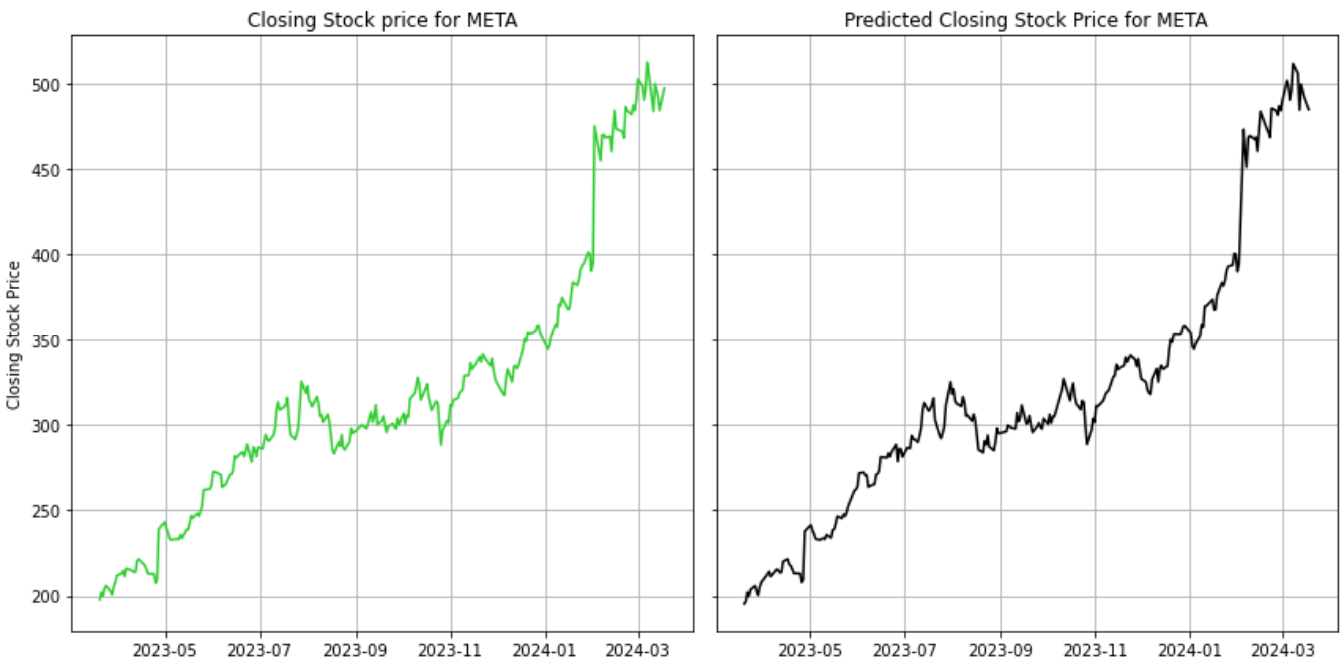 Closing Stock price for META
Predicted Closing Stock Price for META
Closing Stock Price
500
450
400
350
300
250
200
2023-05 2023-07 2023-09 2023-11 2024-01 2024-03
2023-05 2023-07 2023-09 2023-11 2024-01 2024-03